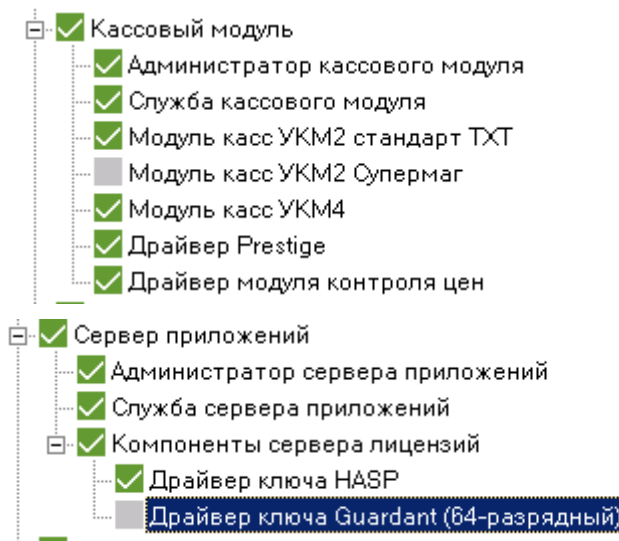 Кассовый модуль
Администратор кассового модуля
Служба кассового модуля
Модуль касс УКМ2 стандарт TXT
Модуль касс УКМ2 Супермаг
Модуль касс УКМ4
Драйвер Prestige
Драйвер модуля контроля цен
Сервер приложений
Администратор сервера приложений
Служба сервера приложений
Компоненты сервера лицензий
Драйвер ключа HASP
Драйвер ключа Guardant (64-разрядный)